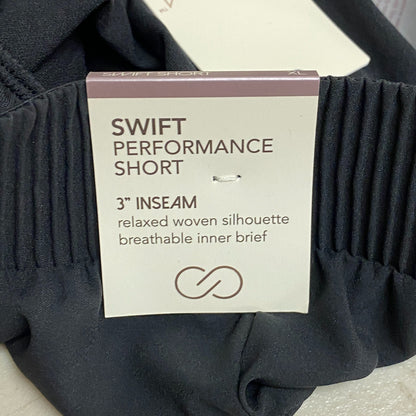 SWIFT SHORT XL
SWIFT
PERFORMANCE
SHORT
3" INSEAM
relaxed woven silhouette
breathable inner brief